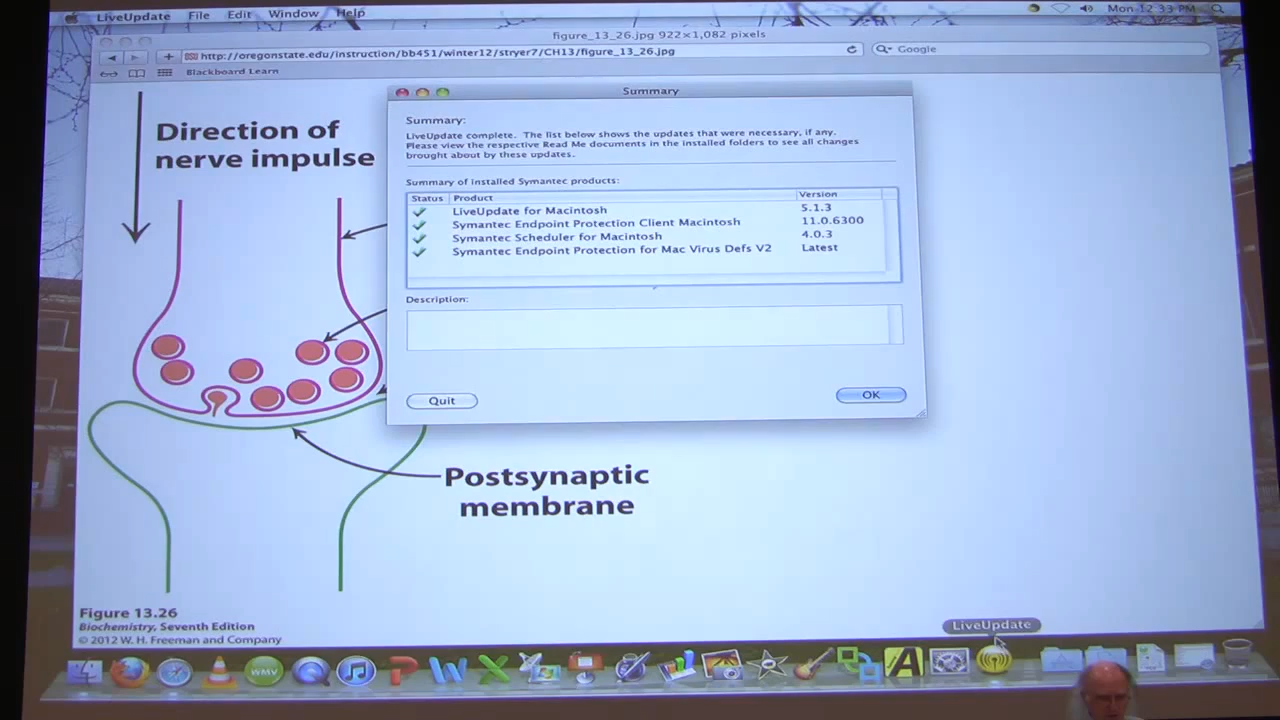 LiveUpdate File Edit Window Help
Mon 12:33 PM
figure_13_26.jpg 922×1,082 pixels
http://oregonstate.edu/instruction/bb451/winter12/stryer7/CH13/figure_13_26.jpg
Google
Blackboard Learn
Direction of
nerve impulse
Summary
Summary:
LiveUpdate complete. The list below shows the updates that were necessary, if any.
Please view the respective Read Me documents in the installed folders to see all changes
brought about by these updates.
Summary of installed Symantec products:
Status Product Version
LiveUpdate for Macintosh 5.1.3
Symantec Endpoint Protection Client Macintosh 11.0.6300
Symantec Scheduler for Macintosh 4.0.3
Symantec Endpoint Protection for Mac Virus Defs V2 Latest
Description:
Quit
OK
Postsynaptic
membrane
Figure 13.26
Biochemistry, Seventh Edition
© 2012 W. H. Freeman and Company
LiveUpdate
WMV